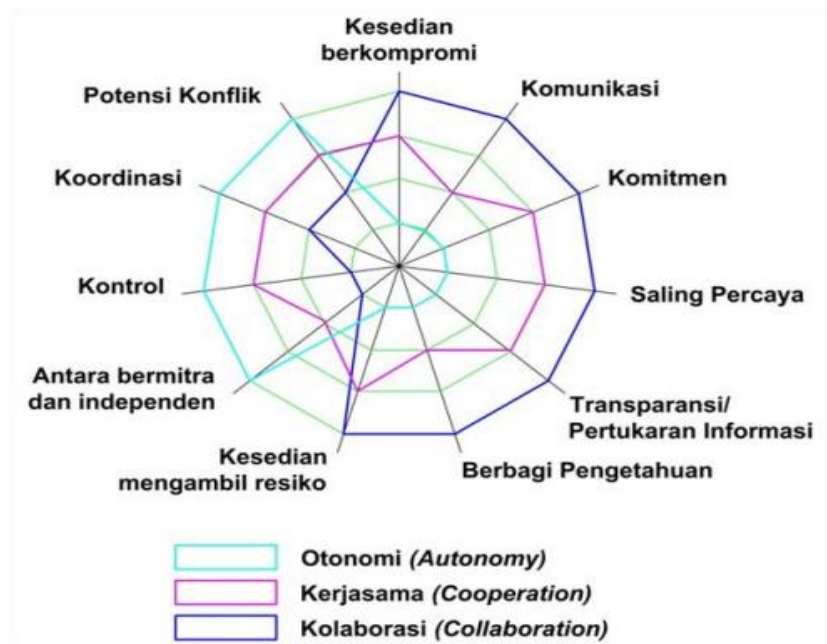 Kesedian
berkompromi
Komunikasi
Komitmen
Saling Percaya
Transparansi/
Pertukaran Informasi
Berbagi Pengetahuan
Kesedian
mengambil resiko
Antara bermitra
dan independen
Kontrol
Koordinasi
Potensi Konflik
Otonomi (Autonomy)
Kerjasama (Cooperation)
Kolaborasi (Collaboration)